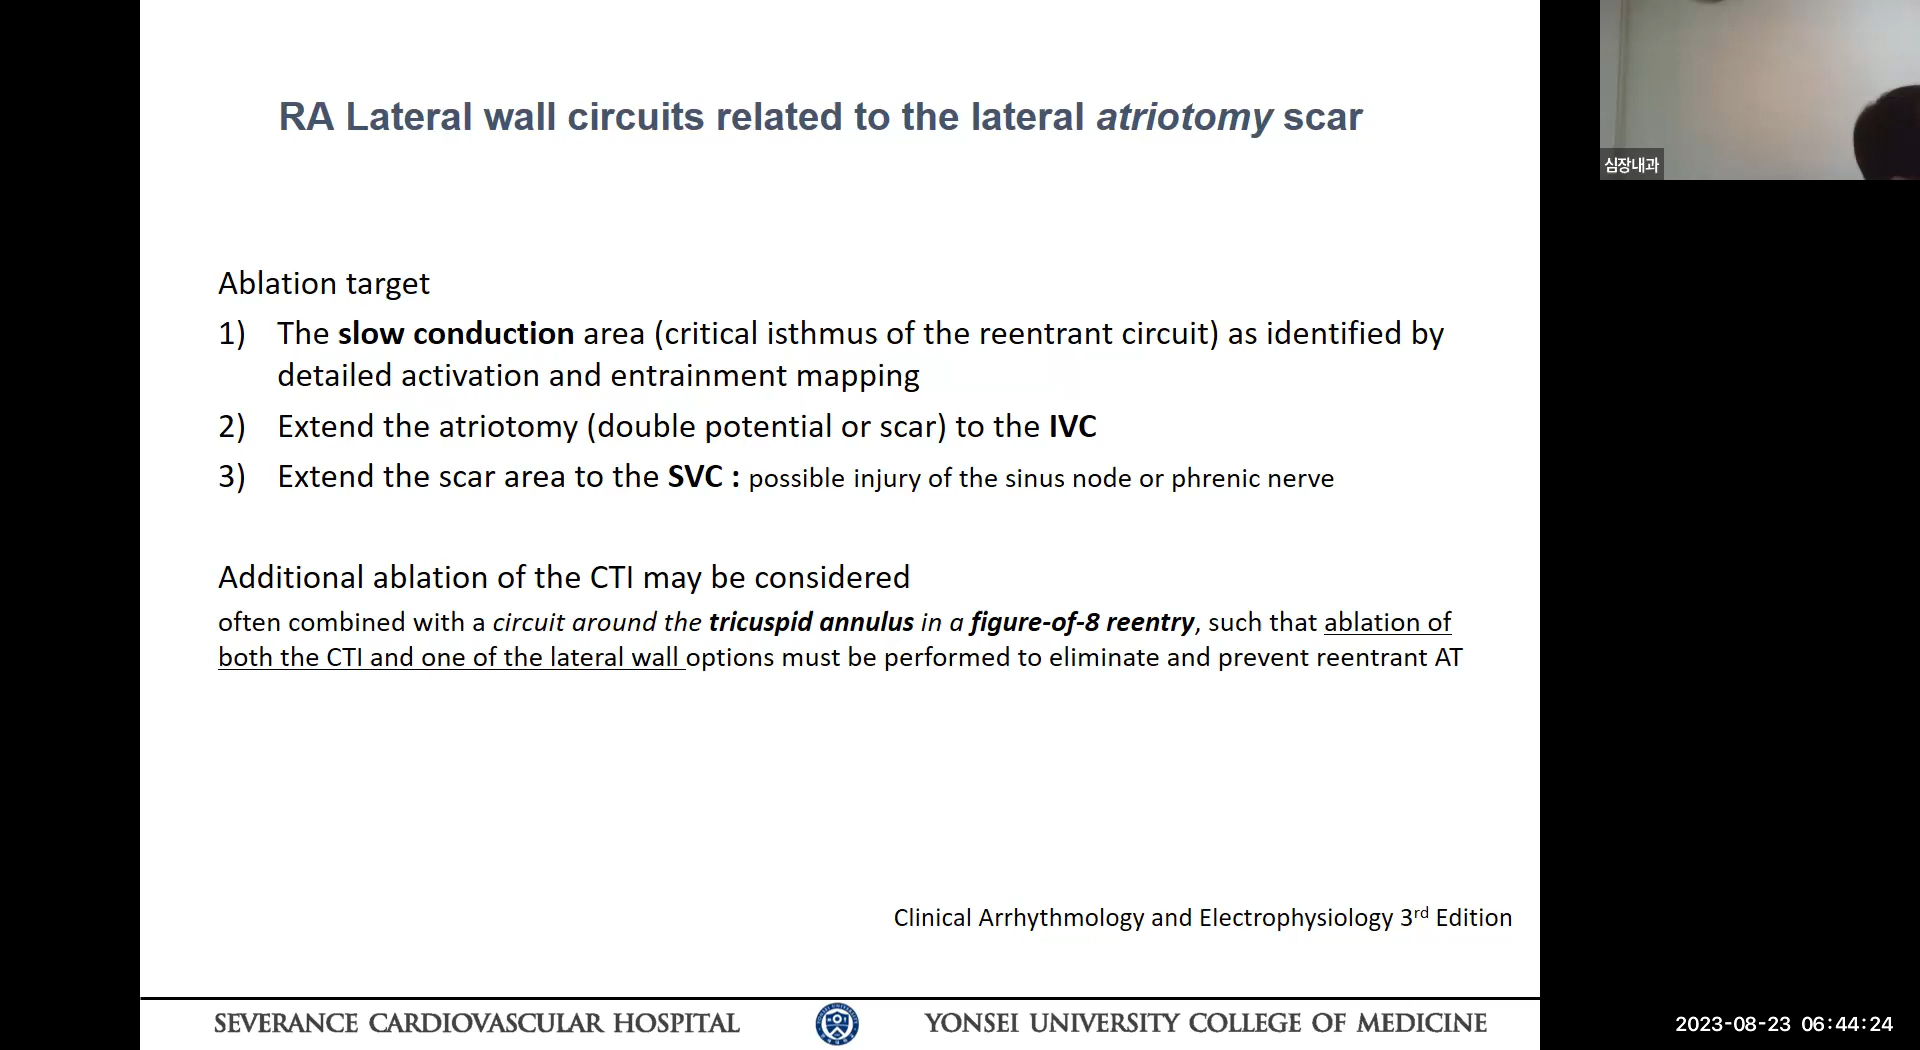 RA Lateral wall circuits related to the lateral atriotomy scar
심장내과
Ablation target
1) The slow conduction area (critical isthmus of the reentrant circuit) as identified by
detailed activation and entrainment mapping
2) Extend the atriotomy (double potential or scar) to the IVC
3) Extend the scar area to the SVC : possible injury of the sinus node or phrenic nerve
Additional ablation of the CTI may be considered
often combined with a circuit around the tricuspid annulus in a figure-of-8 reentry, such that ablation of
both the CTI and one of the lateral wall options must be performed to eliminate and prevent reentrant AT
Clinical Arrhythmology and Electrophysiology 3rd Edition
SEVERANCE CARDIOVASCULAR HOSPITAL
YONSEI UNIVERSITY COLLEGE OF MEDICINE
2023-08-23 06:44:24